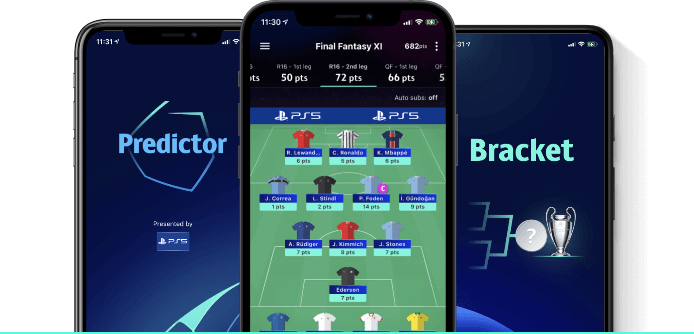 11:31
Predictor
Presented by
PS5
11:30
Final Fantasy XI
682pts
pts
R16 - 1st leg
50 pts
R16 - 2nd leg
72 pts
QF - 1st leg
66 pts
QF
5
Auto subs: off
PS5
PS5
R. Lewand...
6 pts
C. Ronaldo
5 pts
K. Mbappé
6 pts
J. Correa
1 pts
L. Stindl
2 pts
C
P. Foden
14 pts
İ. Gündoğan
9 pts
A. Rüdiger
7 pts
J. Kimmich
8 pts
J. Stones
7 pts
Ederson
7 pts
11:31
Bracket
?